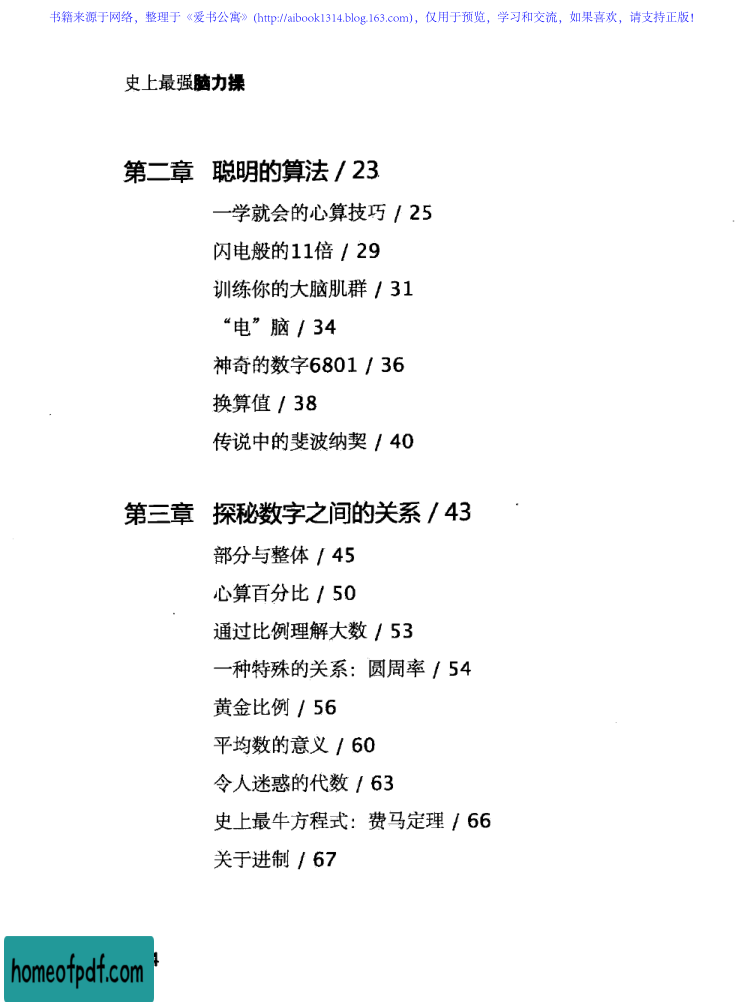 书籍来源于网络，整理于《爱书公寓》(http://aibook1314.blog.163.com)，仅用于预览，学习和交流，如果喜欢，请支持正版!
史上最强脑力操
第二章 聪明的算法 / 23
一学就会的心算技巧 / 25
闪电般的11倍 / 29
训练你的大脑肌群 / 31
“电”脑 / 34
神奇的数字6801 / 36
换算值 / 38
传说中的斐波纳契 / 40
第三章 探秘数字之间的关系 / 43
部分与整体 / 45
心算百分比 / 50
通过比例理解大数 / 53
一种特殊的关系：圆周率 / 54
黄金比例 / 56
平均数的意义 / 60
令人迷惑的代数 / 63
史上最牛方程式：费马定理 / 66
关于进制 / 67
homeofpdf.com